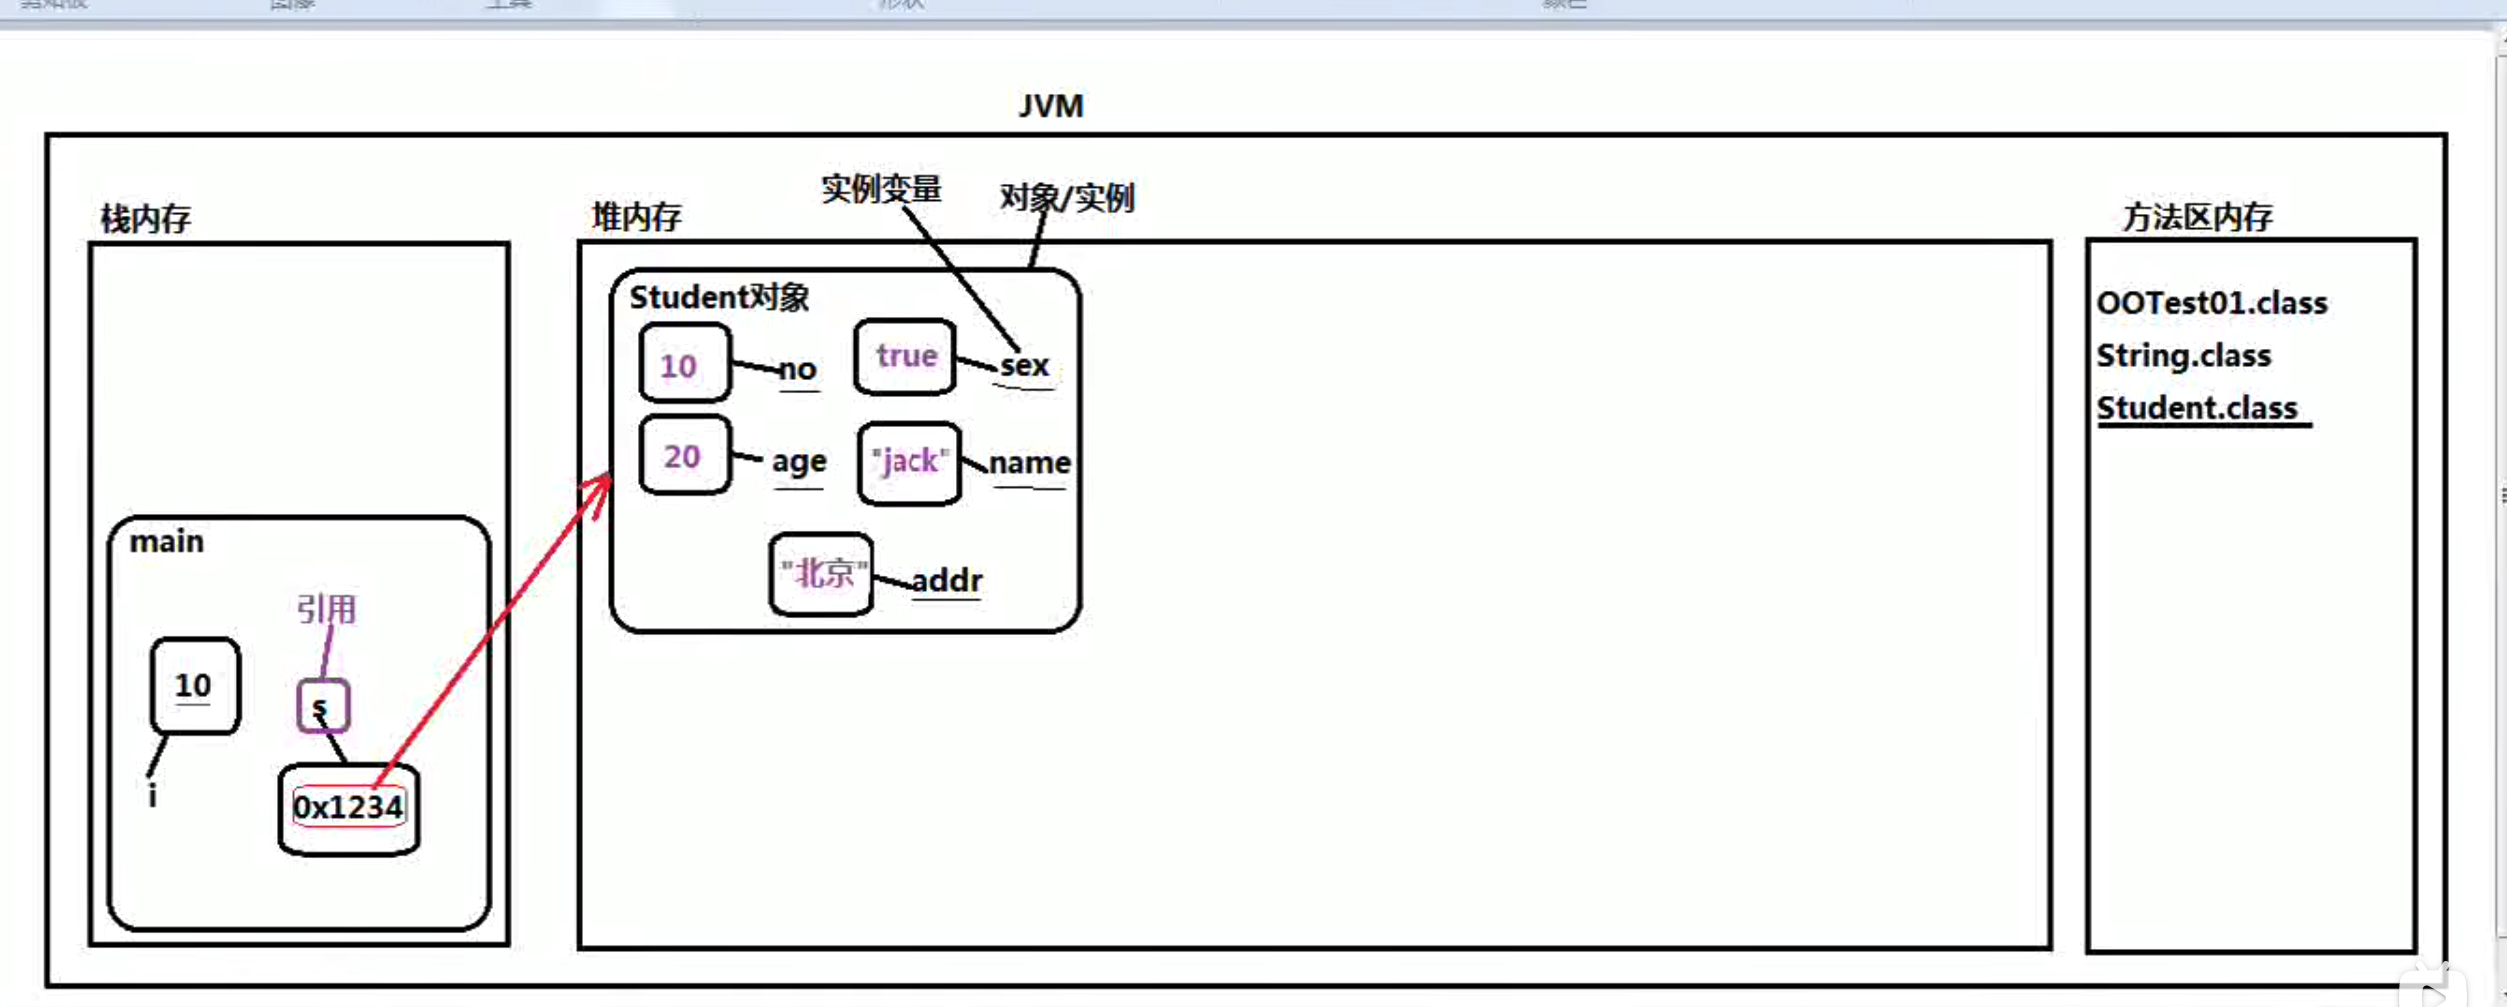 JVM
实例变量
对象/实例
栈内存
堆内存
方法区内存
Student对象
10
no
true
sex
20
age
"jack"
name
"北京"
addr
main
引用
10
s
i
0x1234
OOTest01.class
String.class
Student.class